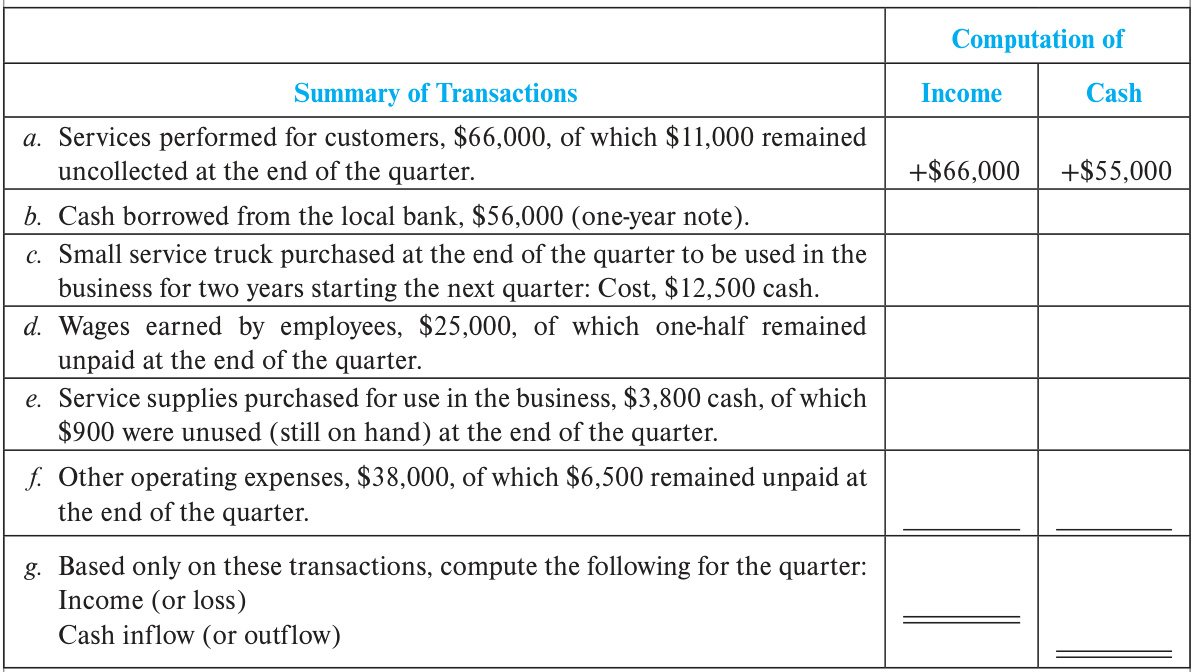 Computation of
Summary of Transactions Income Cash
a. Services performed for customers, $66,000, of which $11,000 remained
uncollected at the end of the quarter. +$66,000 +$55,000
b. Cash borrowed from the local bank, $56,000 (one-year note).
c. Small service truck purchased at the end of the quarter to be used in the
business for two years starting the next quarter: Cost, $12,500 cash.
d. Wages earned by employees, $25,000, of which one-half remained
unpaid at the end of the quarter.
e. Service supplies purchased for use in the business, $3,800 cash, of which
$900 were unused (still on hand) at the end of the quarter.
f. Other operating expenses, $38,000, of which $6,500 remained unpaid at
the end of the quarter.
g. Based only on these transactions, compute the following for the quarter:
Income (or loss)
Cash inflow (or outflow)